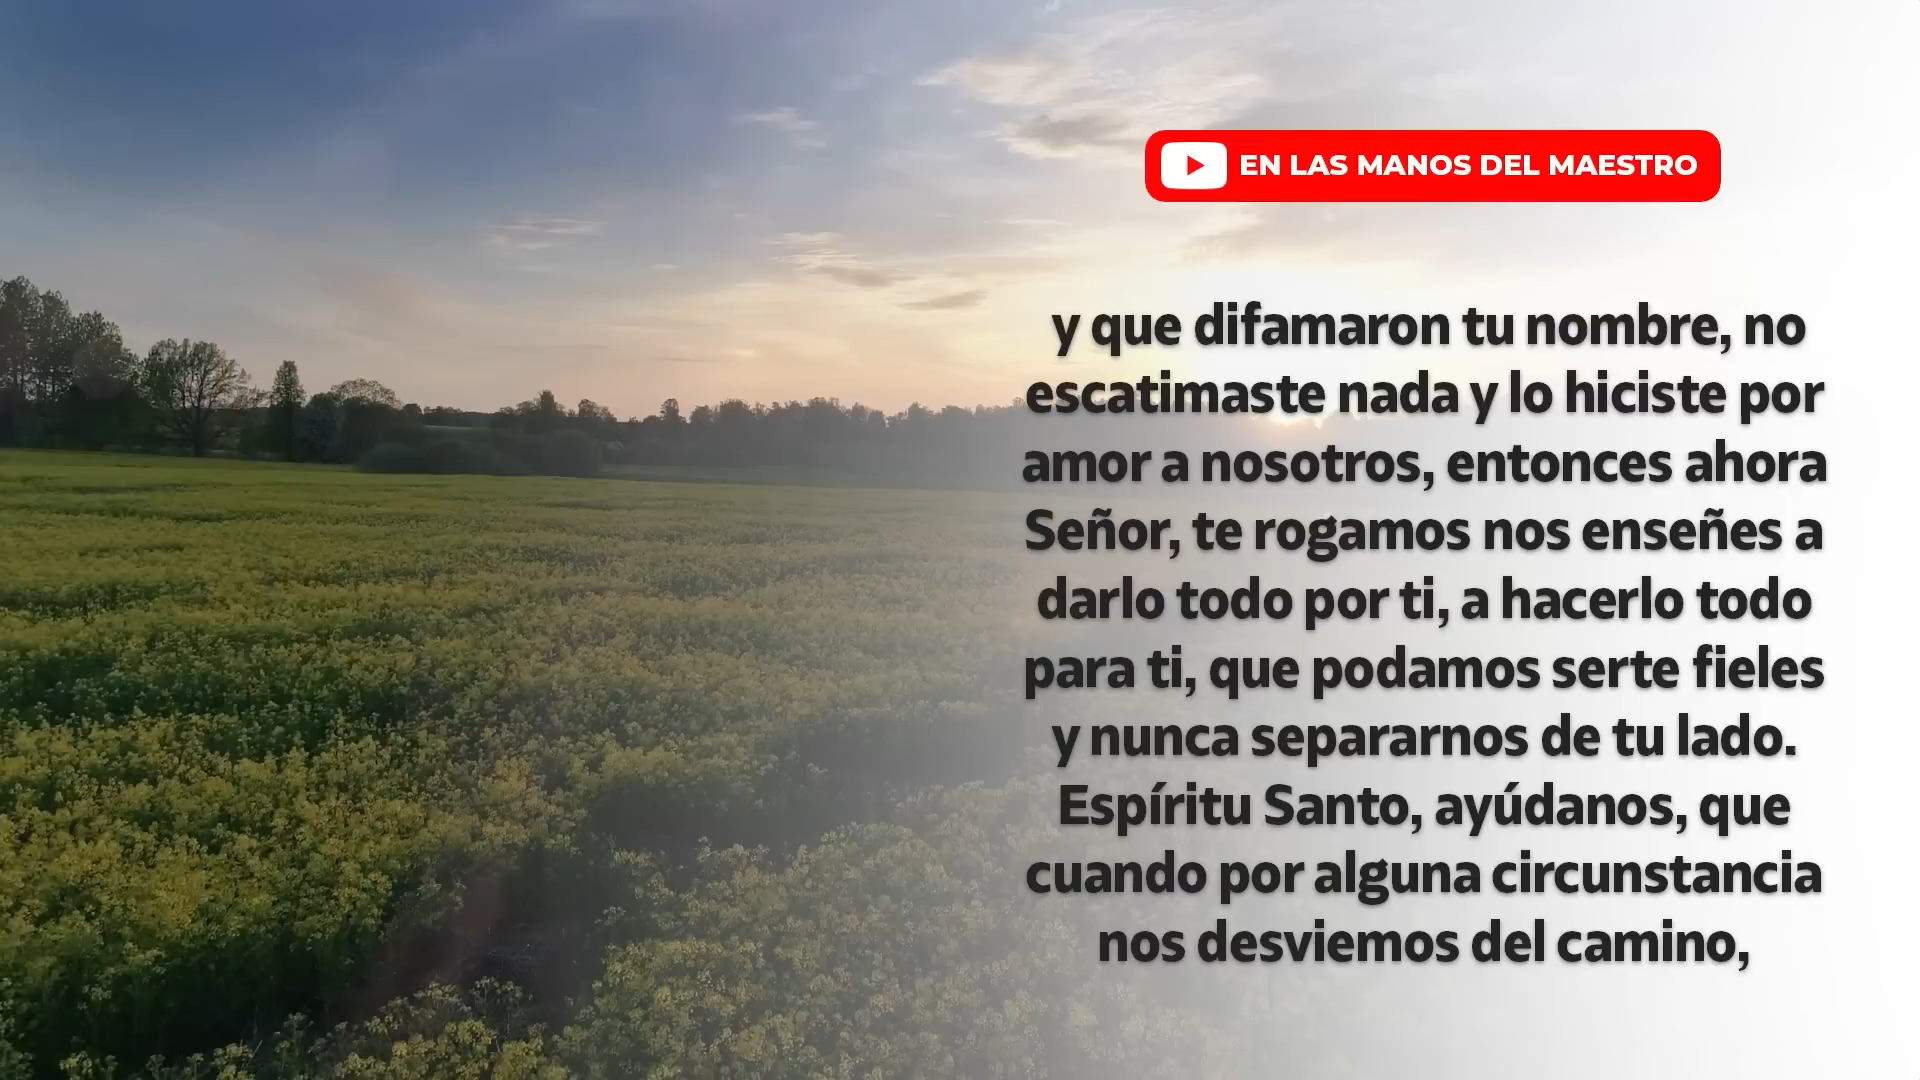 EN LAS MANOS DEL MAESTRO
y que difamaron tu nombre, no
escatimaste nada y lo hiciste por
amor a nosotros, entonces ahora
Señor, te rogamos nos enseñes a
darlo todo por ti, a hacerlo todo
para ti, que podamos serte fieles
y nunca separarnos de tu lado.
Espíritu Santo, ayúdanos, que
cuando por alguna circunstancia
nos desviemos del camino,